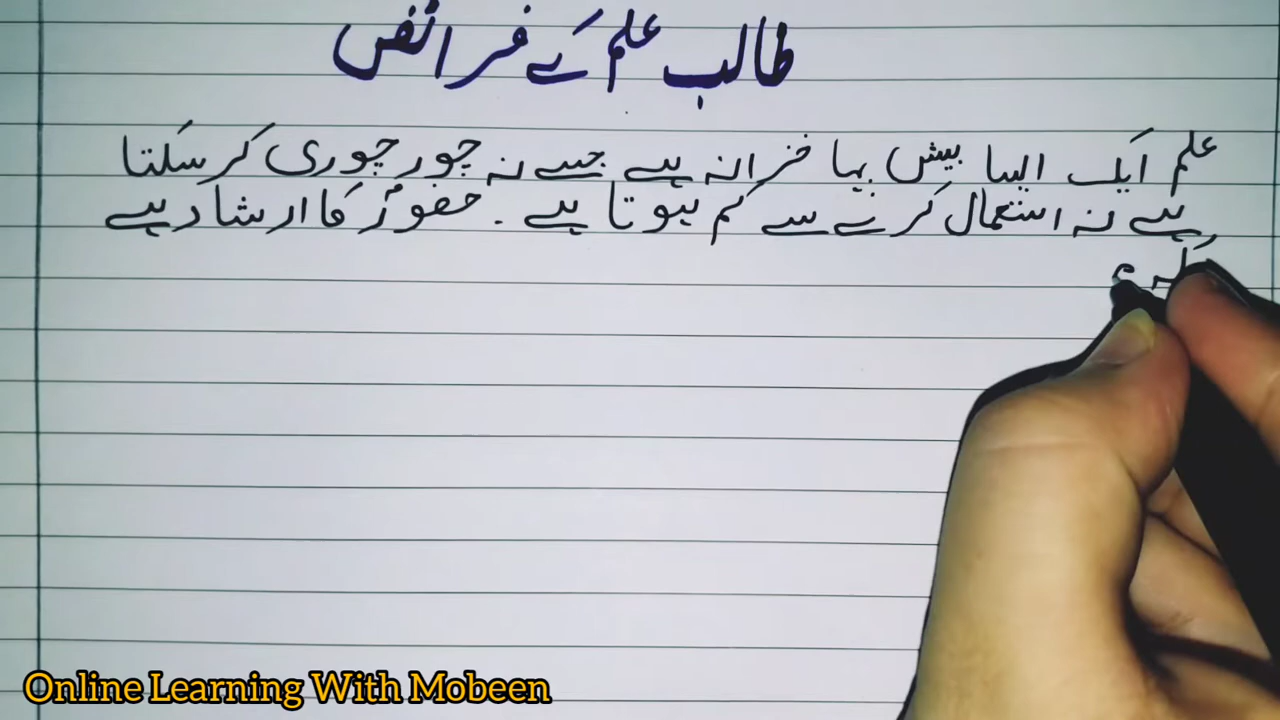 طالب علم کے فرائض
علم ایک ایسا بیش بہا خزانہ ہے جسے نہ چور چوری کر سکتا
ہے نہ استعمال کرنے سے کم ہوتا ہے ۔ حضورؐ کا ارشاد ہے
کہ
Online Learning With Mobeen